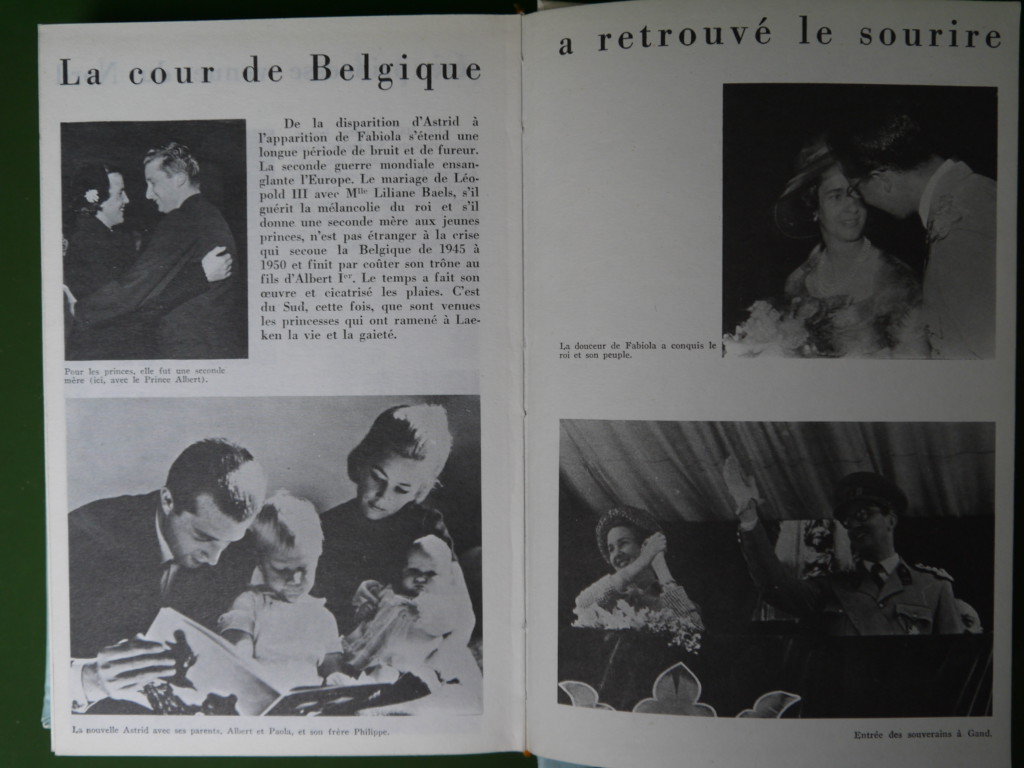 La cour de Belgique
De la disparition d'Astrid à
l'apparition de Fabiola s'étend une
longue période de bruit et de fureur.
La seconde guerre mondiale ensan-
glante l'Europe. Le mariage de Léo-
pold III avec Mlle Liliane Baels, s'il
guérit la mélancolie du roi et s'il
donne une seconde mère aux jeunes
princes, n'est pas étranger à la crise
qui secoue la Belgique de 1945 à
1950 et finit par coûter son trône au
fils d'Albert Ier. Le temps a fait son
œuvre et cicatrisé les plaies. C'est
du Sud, cette fois, que sont venues
les princesses qui ont ramené à Lae-
ken la vie et la gaieté.
Pour les princes, elle fut une seconde
mère (ici, avec le Prince Albert).
La nouvelle Astrid avec ses parents, Albert et Paola, et son frère Philippe.
a retrouvé le sourire
La douceur de Fabiola a conquis le
roi et son peuple.
Entrée des souverains à Gand.